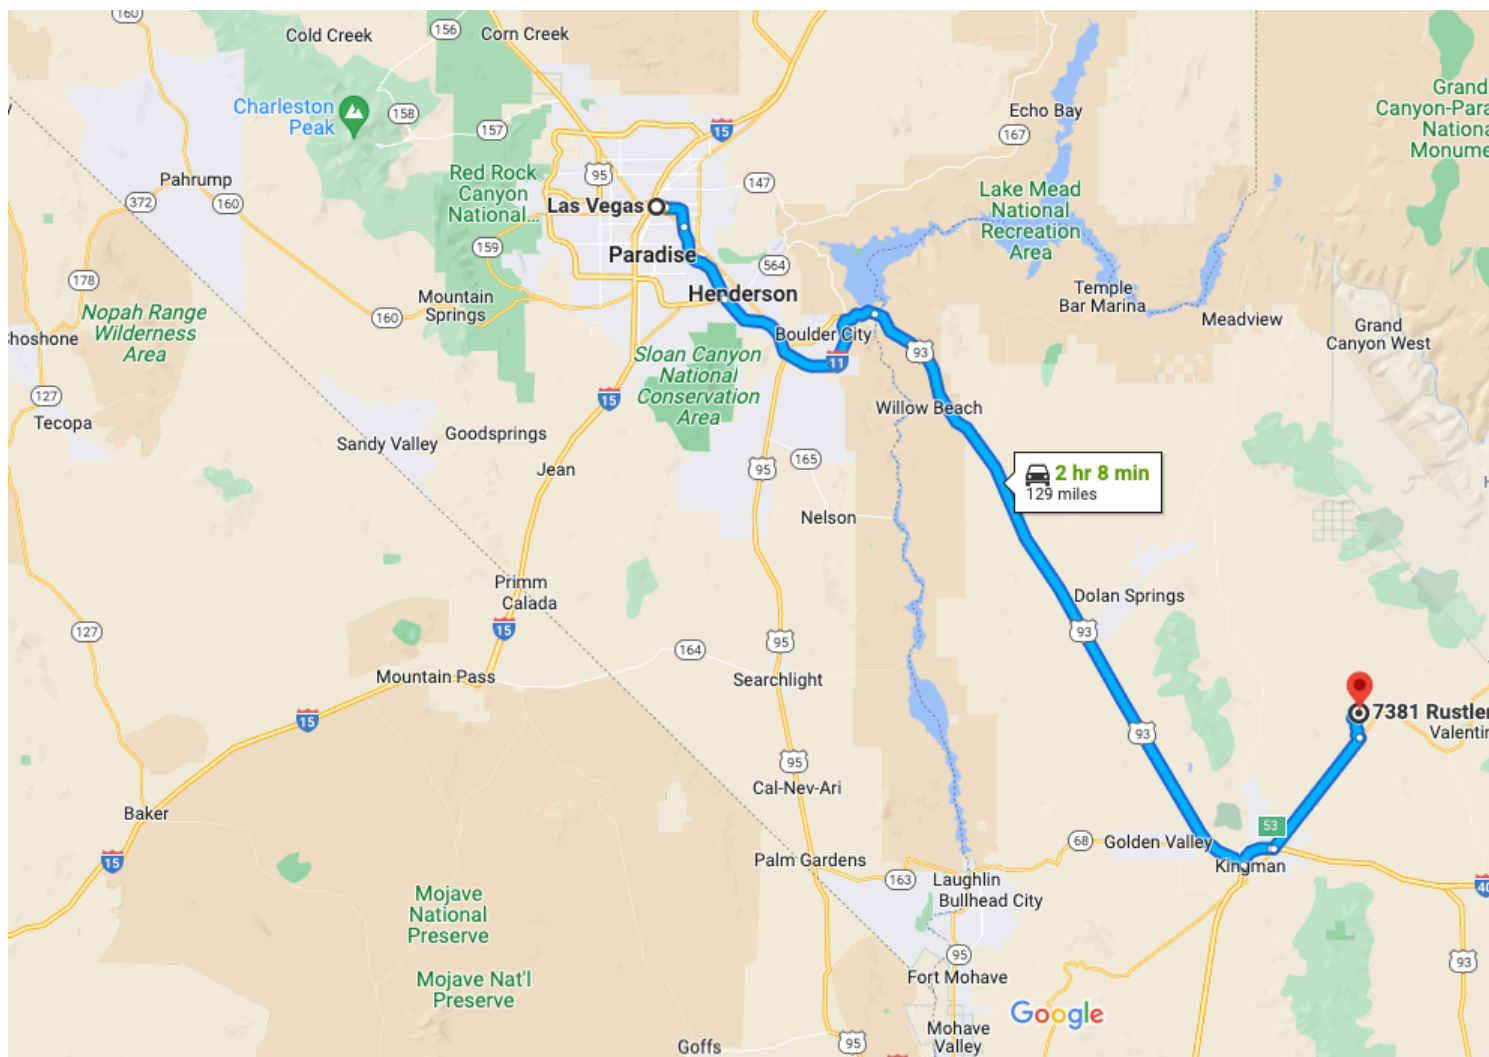 160
Cold Creek
156
Corn Creek
Charleston
Peak
158
157
15
Echo Bay
167
Grand
Canyon-Para
Nationa
Monume
Pahrump
372
160
Red Rock
Canyon
National...
95
147
Las Vegas
Lake Mead
National
Recreation
Area
159
Paradise
564
178
Mountain
Springs
Henderson
Temple
Bar Marina
Meadview
Nopah Range
Wilderness
Area
160
Boulder City
Grand
Canyon West
hoshone
Sloan Canyon
National
Conservation
Area
11
93
127
Tecopa
15
Willow Beach
Sandy Valley
Goodsprings
Jean
95
165
2 hr 8 min
129 miles
Nelson
Primm
Calada
Dolan Springs
127
15
95
93
164
Mountain Pass
Searchlight
7381 Rustler
Valentin
15
93
95
Cal-Nev-Ari
Baker
53
15
Palm Gardens
68
Golden Valley
Kingman
163
Laughlin
40
Bullhead City
Mojave
National
Preserve
95
93
Fort Mohave
Mojave Nat'l
Preserve
Google
Mohave
Valley
Goffs
95